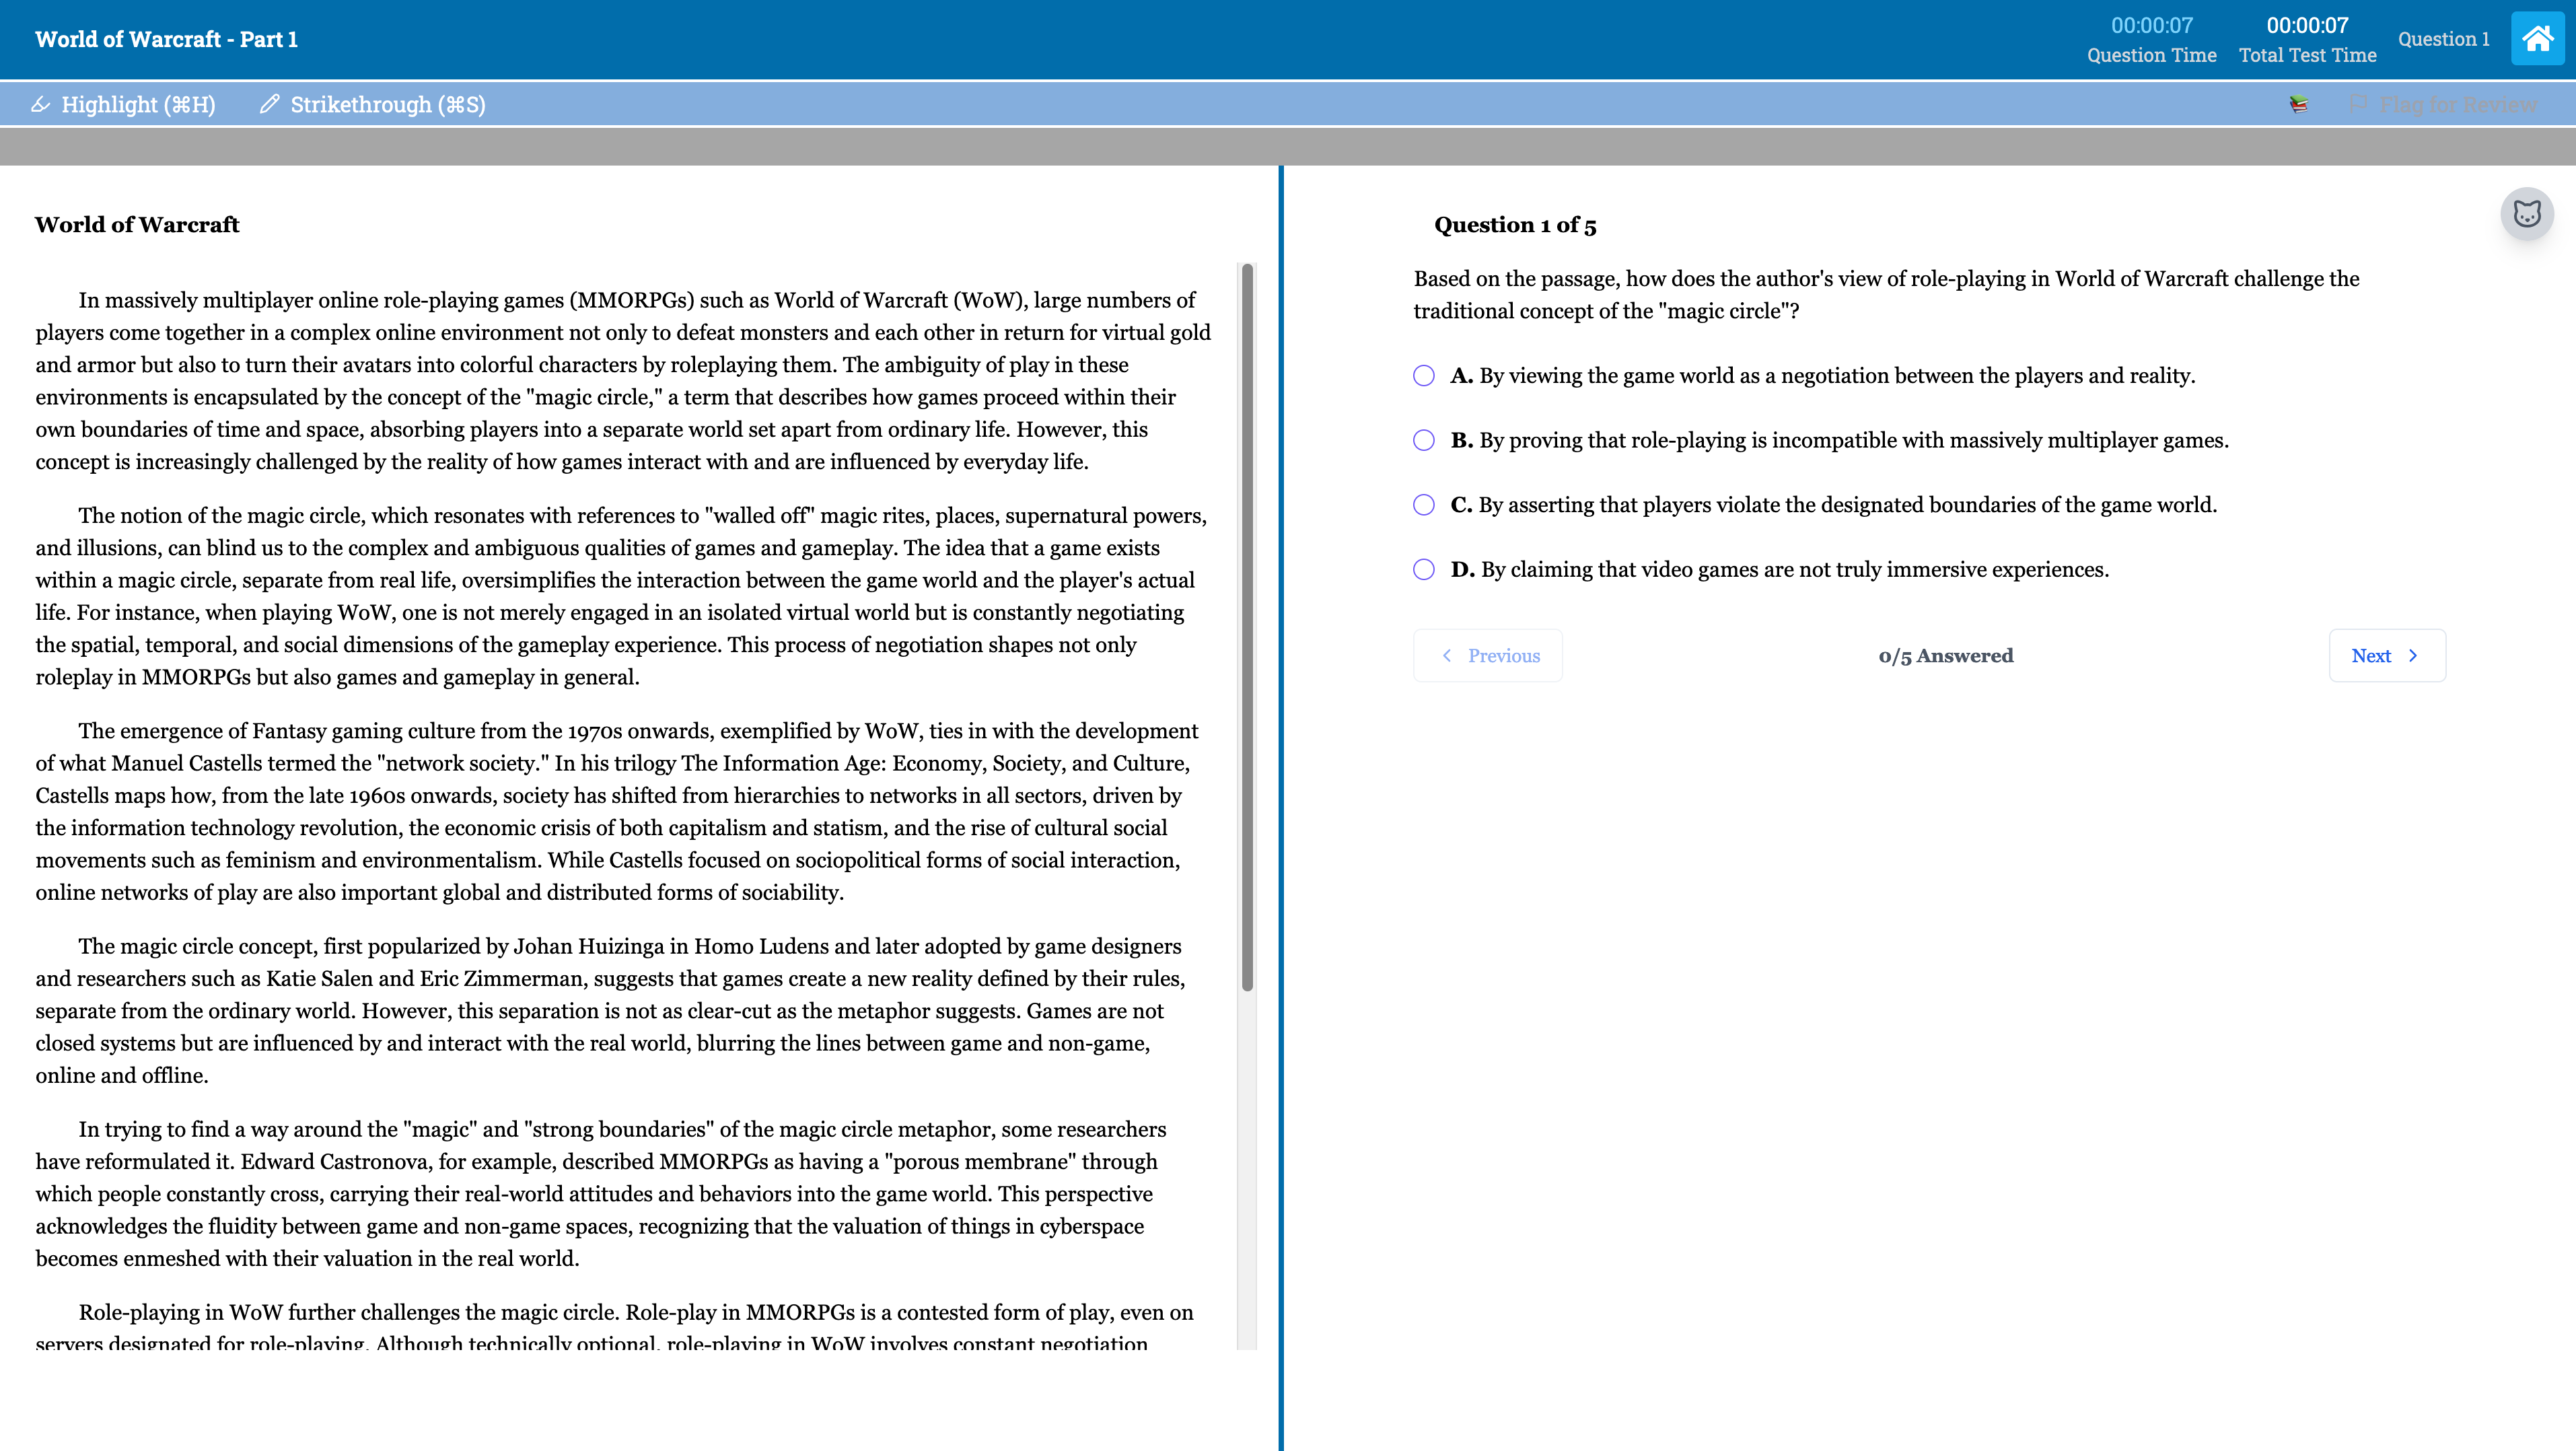 World of Warcraft - Part 1
00:00:07
Question Time
00:00:07
Total Test Time
Question 1
Highlight (⌘H)
Strikethrough (⌘S)
Flag for Review
World of Warcraft
In massively multiplayer online role-playing games (MMORPGs) such as World of Warcraft (WoW), large numbers of
players come together in a complex online environment not only to defeat monsters and each other in return for virtual gold
and armor but also to turn their avatars into colorful characters by roleplaying them. The ambiguity of play in these
environments is encapsulated by the concept of the "magic circle," a term that describes how games proceed within their
own boundaries of time and space, absorbing players into a separate world set apart from ordinary life. However, this
concept is increasingly challenged by the reality of how games interact with and are influenced by everyday life.
The notion of the magic circle, which resonates with references to "walled off" magic rites, places, supernatural powers,
and illusions, can blind us to the complex and ambiguous qualities of games and gameplay. The idea that a game exists
within a magic circle, separate from real life, oversimplifies the interaction between the game world and the player's actual
life. For instance, when playing WoW, one is not merely engaged in an isolated virtual world but is constantly negotiating
the spatial, temporal, and social dimensions of the gameplay experience. This process of negotiation shapes not only
roleplay in MMORPGs but also games and gameplay in general.
The emergence of Fantasy gaming culture from the 1970s onwards, exemplified by WoW, ties in with the development
of what Manuel Castells termed the "network society." In his trilogy The Information Age: Economy, Society, and Culture,
Castells maps how, from the late 1960s onwards, society has shifted from hierarchies to networks in all sectors, driven by
the information technology revolution, the economic crisis of both capitalism and statism, and the rise of cultural social
movements such as feminism and environmentalism. While Castells focused on sociopolitical forms of social interaction,
online networks of play are also important global and distributed forms of sociability.
The magic circle concept, first popularized by Johan Huizinga in Homo Ludens and later adopted by game designers
and researchers such as Katie Salen and Eric Zimmerman, suggests that games create a new reality defined by their rules,
separate from the ordinary world. However, this separation is not as clear-cut as the metaphor suggests. Games are not
closed systems but are influenced by and interact with the real world, blurring the lines between game and non-game,
online and offline.
In trying to find a way around the "magic" and "strong boundaries" of the magic circle metaphor, some researchers
have reformulated it. Edward Castronova, for example, described MMORPGs as having a "porous membrane" through
which people constantly cross, carrying their real-world attitudes and behaviors into the game world. This perspective
acknowledges the fluidity between game and non-game spaces, recognizing that the valuation of things in cyberspace
becomes enmeshed with their valuation in the real world.
Role-playing in WoW further challenges the magic circle. Role-play in MMORPGs is a contested form of play, even on
servers designated for role-playing. Although technically optional, role-playing in WoW involves constant negotiation
Question 1 of 5
Based on the passage, how does the author's view of role-playing in World of Warcraft challenge the
traditional concept of the "magic circle"?
A. By viewing the game world as a negotiation between the players and reality.
B. By proving that role-playing is incompatible with massively multiplayer games.
C. By asserting that players violate the designated boundaries of the game world.
D. By claiming that video games are not truly immersive experiences.
Previous
0/5 Answered
Next